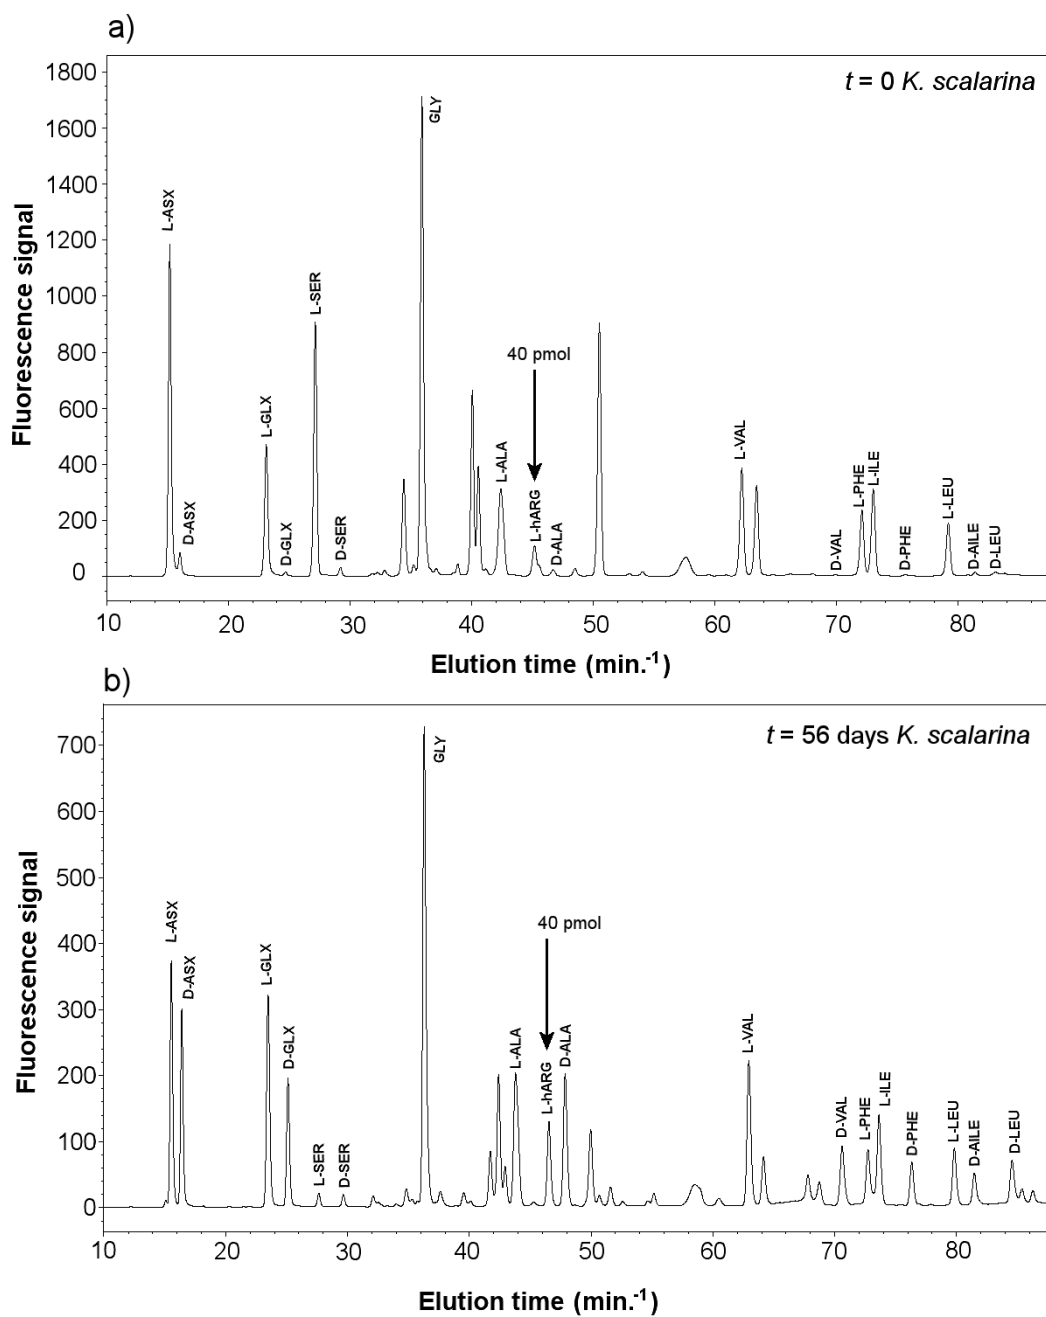 a)
t = 0 K. scalarina
Fluorescence signal
1800
1600
1400
1200
1000
800
600
400
200
0
L-ASX
D-ASX
L-GLX
D-GLX
L-SER
D-SER
GLY
L-ALA
40 pmol
L-hARG
D-ALA
L-VAL
D-VAL
L-PHE
L-ILE
D-PHE
L-LEU
D-AILE
D-LEU
10 20 30 40 50 60 70 80
Elution time (min.-1)
b)
t = 56 days K. scalarina
Fluorescence signal
700
600
500
400
300
200
100
0
L-ASX
D-ASX
L-GLX
D-GLX
L-SER
D-SER
GLY
L-ALA
40 pmol
L-hARG
D-ALA
L-VAL
D-VAL
L-PHE
L-ILE
D-PHE
L-LEU
D-AILE
D-LEU
10 20 30 40 50 60 70 80
Elution time (min.-1)